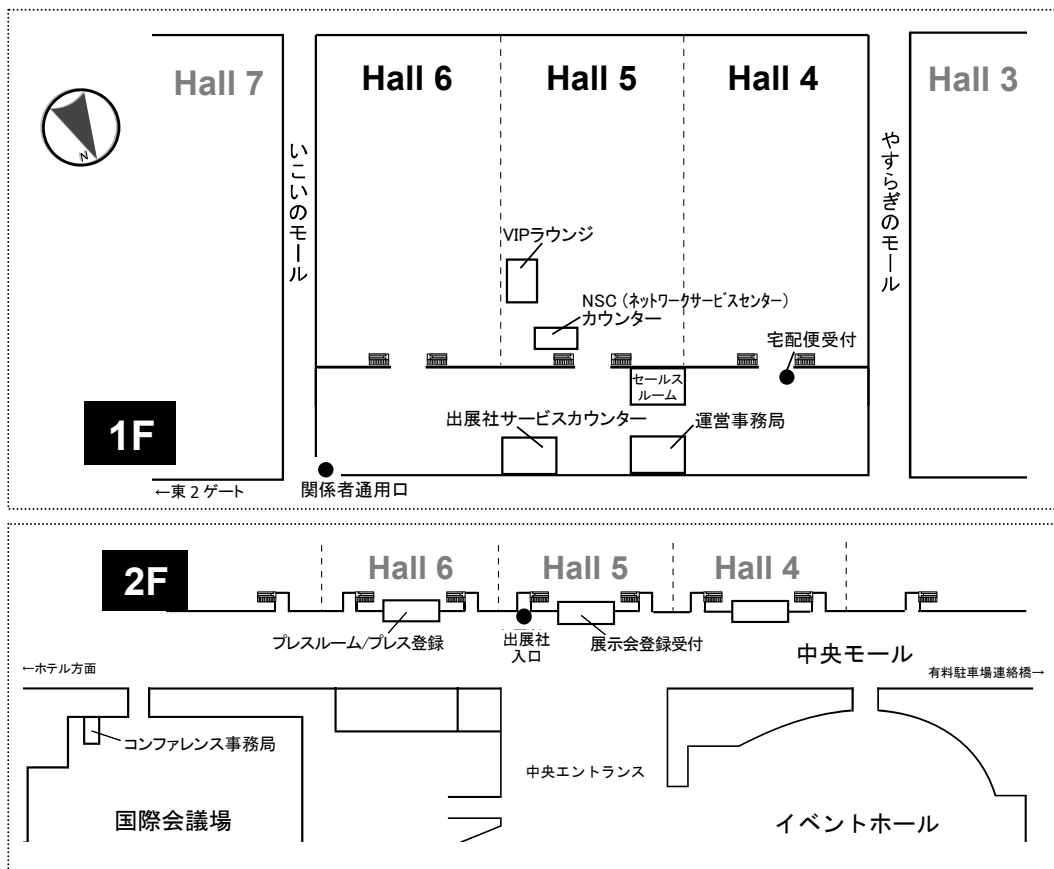 Hall 7
Hall 6
Hall 5
Hall 4
Hall 3
N
いこいのモール
やすらぎのモール
VIPラウンジ
NSC（ネットワークサービスセンター）
カウンター
宅配便受付
セールス
ルーム
出展社サービスカウンター
運営事務局
1F
←東２ゲート
関係者通用口
2F
Hall 6
Hall 5
Hall 4
プレスルーム/プレス登録
出展社
入口
展示会登録受付
中央モール
←ホテル方面
有料駐車場連絡橋→
コンファレンス事務局
中央エントランス
国際会議場
イベントホール